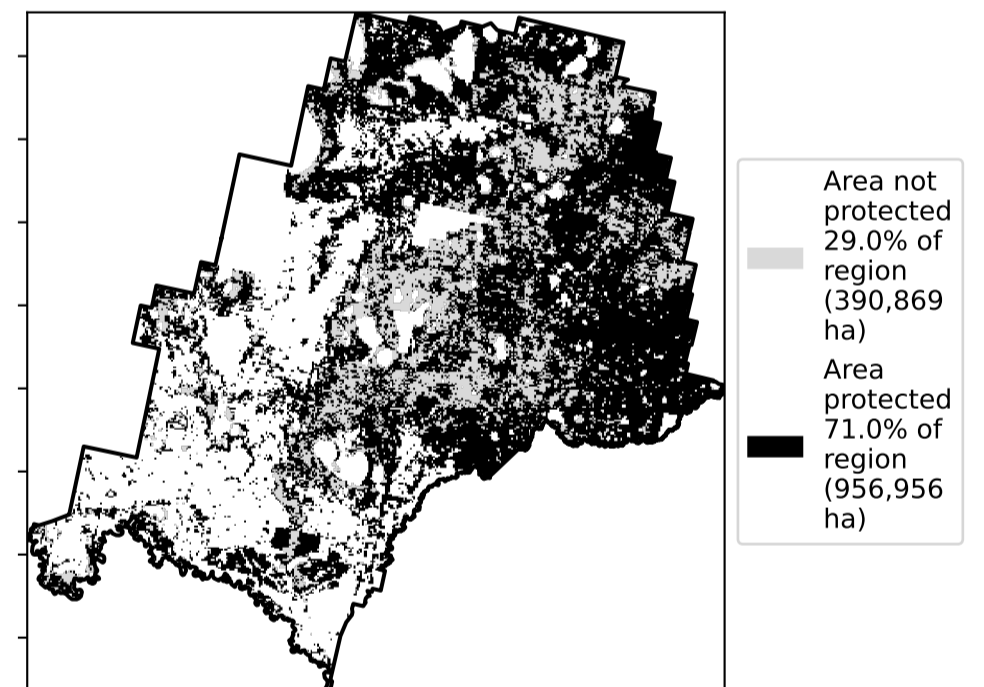 Area not
protected
29.0% of
region
(390,869
ha)
Area
protected
71.0% of
region
(956,956
ha)